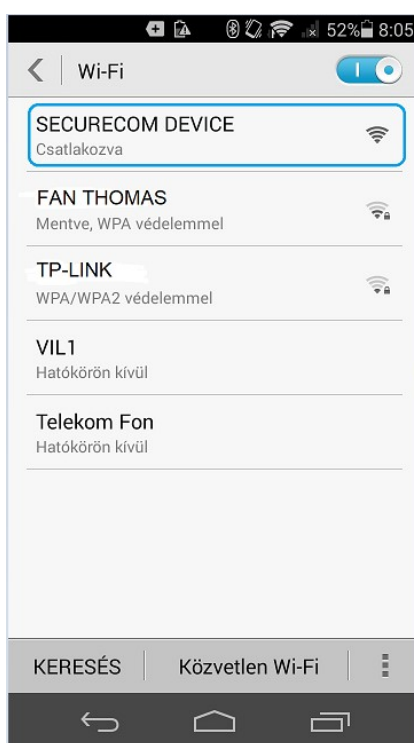 52% 8:05
Wi-Fi
SECURECOM DEVICE
Csatlakozva
FAN THOMAS
Mentve, WPA védelemmel
TP-LINK
WPA/WPA2 védelemmel
VIL1
Hatókörön kívül
Telekom Fon
Hatókörön kívül
KERESÉS Közvetlen Wi-Fi